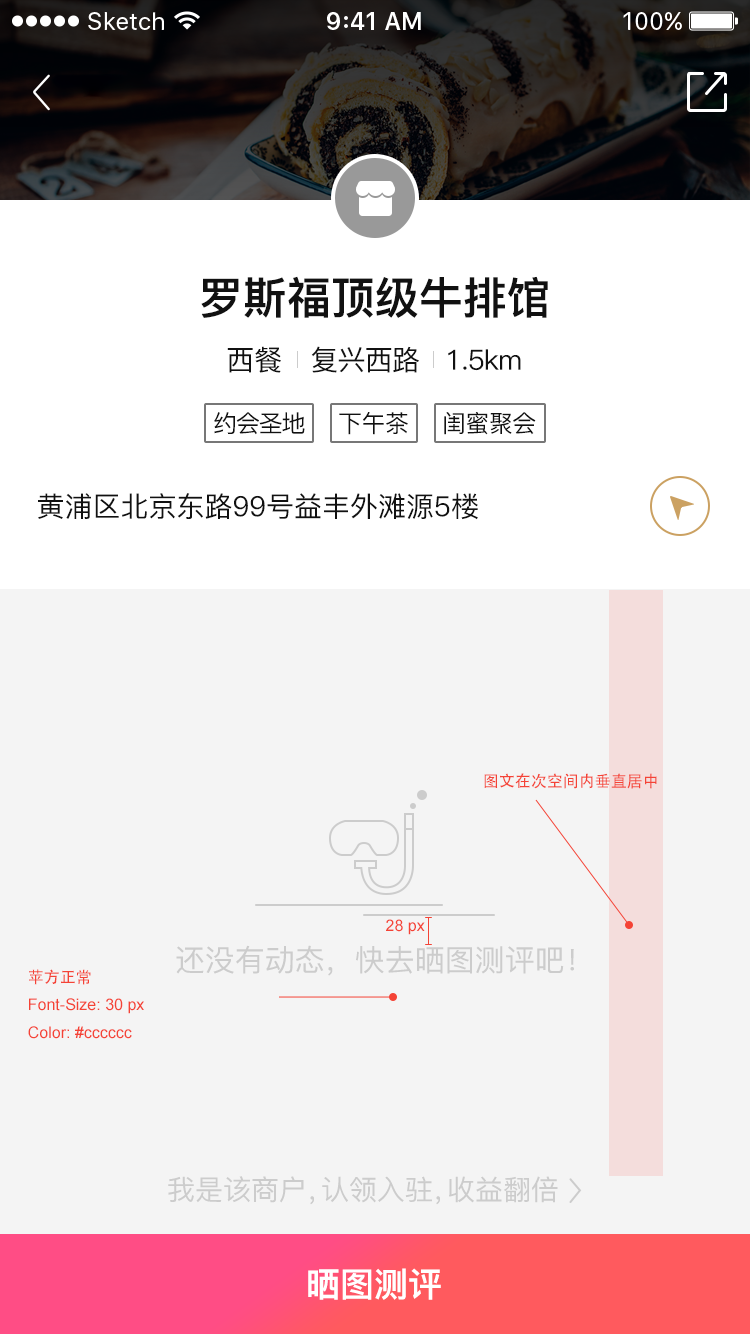 Sketch 9:41 AM 100%
2
罗斯福顶级牛排馆
西餐 复兴西路 1.5km
约会圣地 下午茶 闺蜜聚会
黄浦区北京东路99号益丰外滩源5楼
图文在次空间内垂直居中
28 px
还没有动态，快去晒图测评吧！
苹方正常
Font-Size: 30 px
Color: #cccccc
我是该商户,认领入驻,收益翻倍
晒图测评